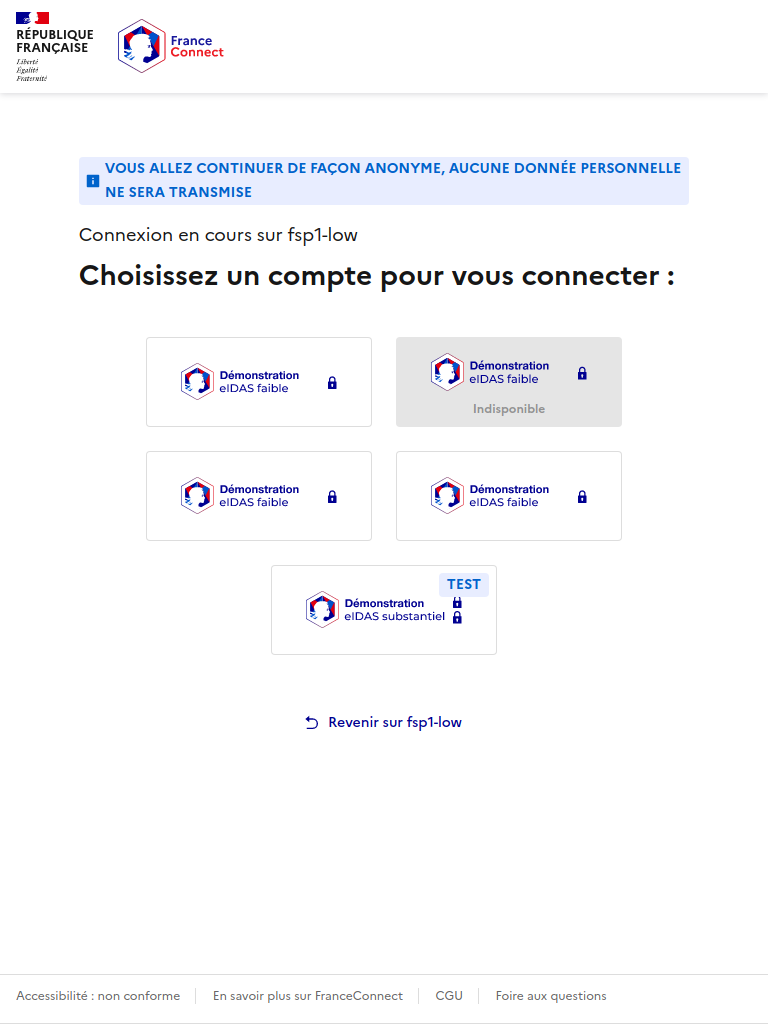 RÉPUBLIQUE
FRANÇAISE
Liberté
Égalité
Fraternité
France
Connect
VOUS ALLEZ CONTINUER DE FAÇON ANONYME, AUCUNE DONNÉE PERSONNELLE
NE SERA TRANSMISE
Connexion en cours sur fsp1-low
Choisissez un compte pour vous connecter :
Démonstration
eIDAS faible
Démonstration
eIDAS faible
Indisponible
Démonstration
eIDAS faible
Démonstration
eIDAS faible
TEST
Démonstration
eIDAS substantiel
Revenir sur fsp1-low
Accessibilité : non conforme
En savoir plus sur FranceConnect
CGU
Foire aux questions